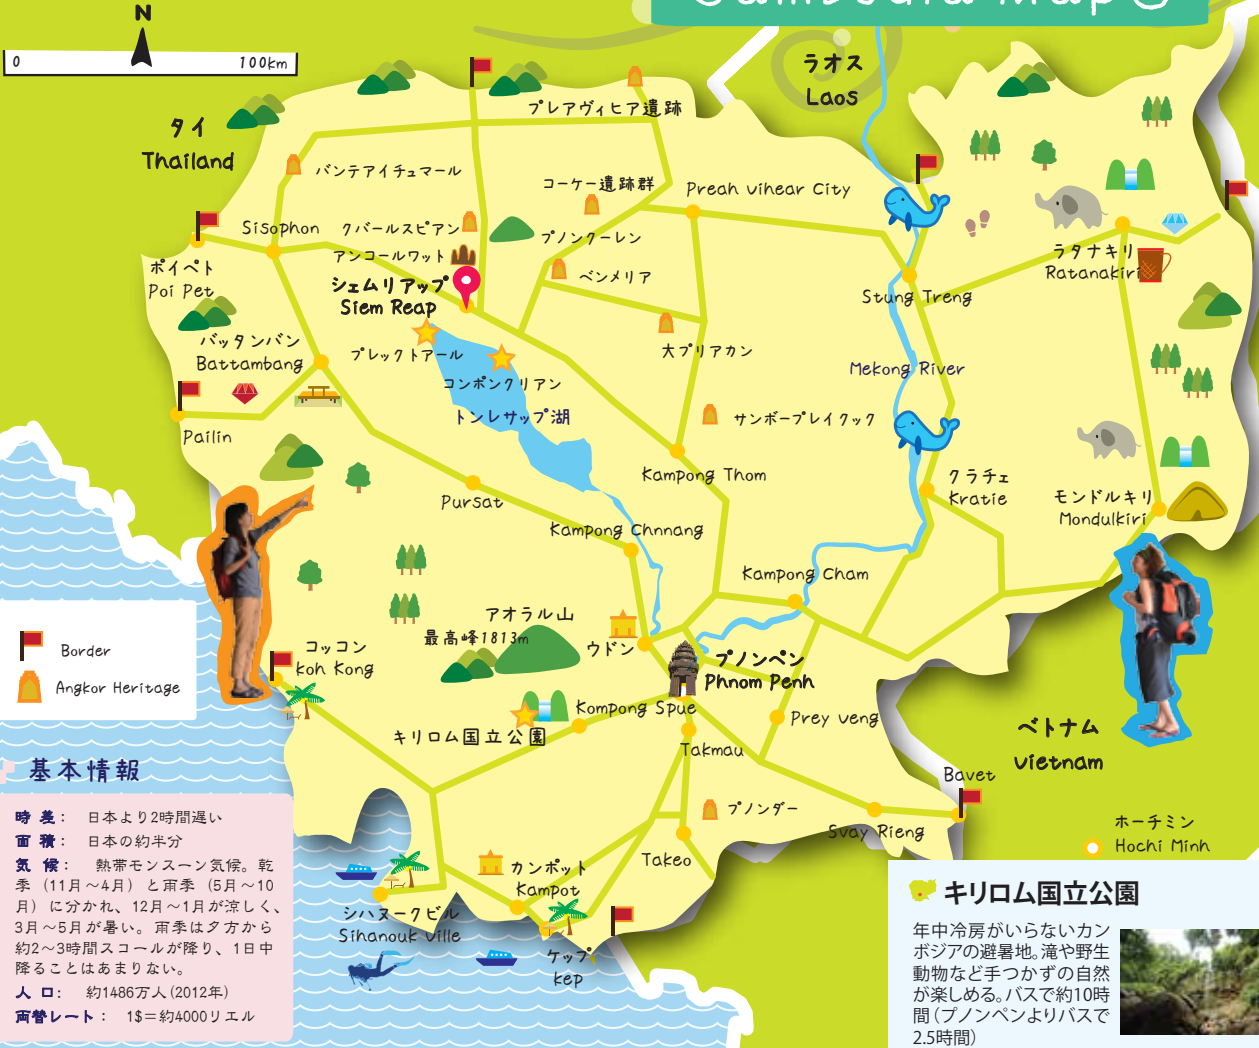 Cambodia Map
N
0 100km
ラオス
Laos
タイ
Thailand
プレアヴィヒア遺跡
バンテアイチュマール
コーケー遺跡群
Preah vihear City
Sisophon
クバールスピアン
プノンクーレン
アンコールワット
ベンメリア
ポイペト
Poi Pet
シェムリアップ
Siem Reap
ラタナキリ
Ratanakiri
Stung Treng
バッタンバン
Battambang
プレックトアール
大プリアカン
コンポンクリアン
Mekong River
トンレサップ湖
サンボープレイクック
Pailin
Kampong Thom
クラチェ
Kratie
モンドルキリ
Mondulkiri
Pursat
Kampong Chnnang
Kampong Cham
アオラル山
最高峰1813m
ウドン
プノンペン
Phnom Penh
Border
Angkor Heritage
コッコン
Koh Kong
Kompong Spue
キリロム国立公園
Prey veng
Takmau
ベトナム
vietnam
Bavet
プノンダー
Svay Rieng
Takeo
ホーチミン
Hochi Minh
カンポット
Kampot
シハヌークビル
Sihanouk ville
ケップ
kep
基本情報
時 差： 日本より2時間遅い
面 積： 日本の約半分
気 候： 熱帯モンスーン気候。乾
季（11月～4月）と雨季（5月～10
月）に分かれ、12月～1月が涼しく、
3月～5月が暑い。雨季は夕方から
約2～3時間スコールが降り、1日中
降ることはあまりない。
人 口： 約1486万人(2012年)
両替レート： 1$＝約4000リエル
キリロム国立公園
年中冷房がいらないカン
ボジアの避暑地。滝や野生
動物など手つかずの自然
が楽しめる。バスで約10時
間（プノンペンよりバスで
2.5時間）